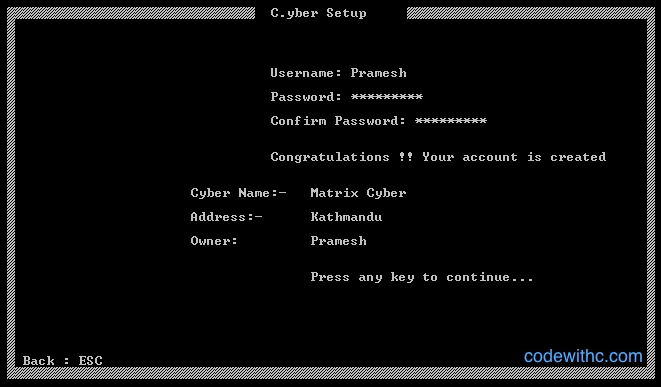 C.yber Setup
Username: Pramesh
Password: *********
Confirm Password: *********
Congratulations !! Your account is created
Cyber Name:- Matrix Cyber
Address:- Kathmandu
Owner: Pramesh
Press any key to continue...
Back : ESC
codewithc.com